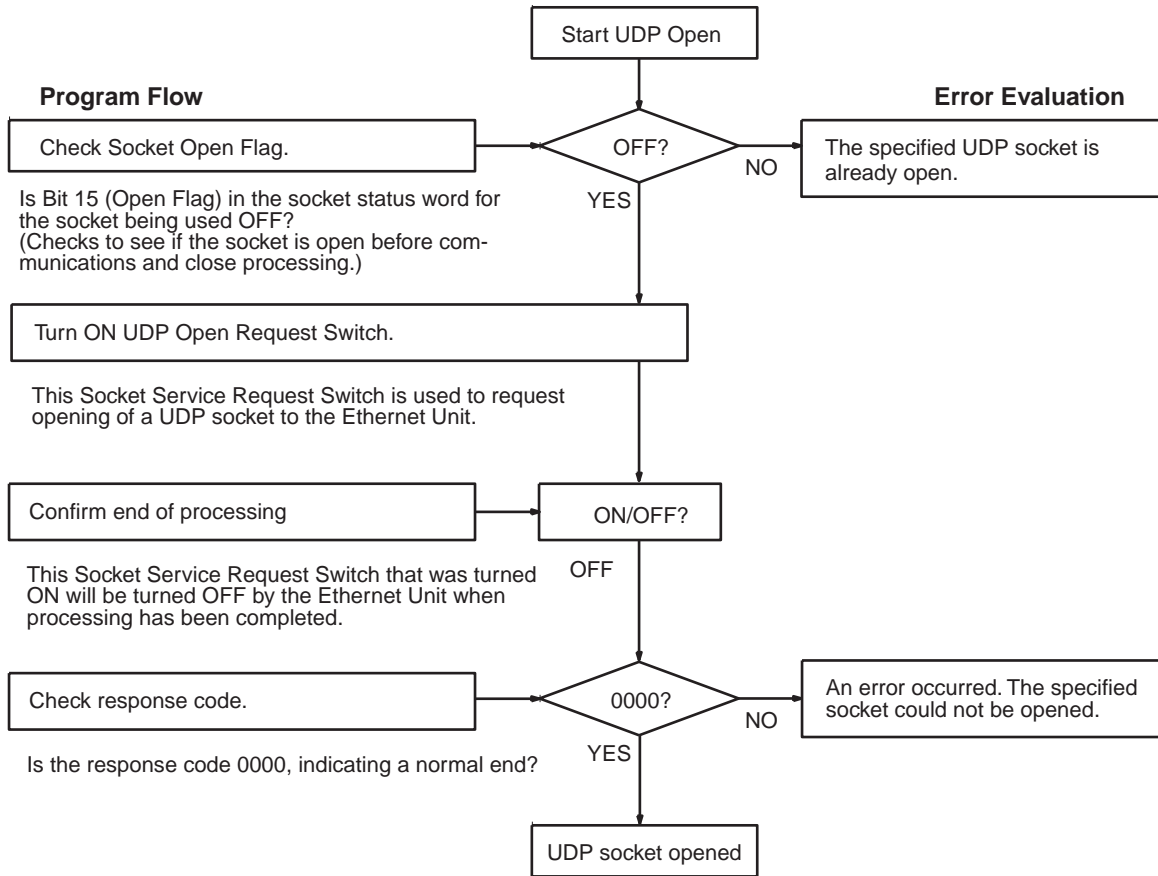 Start UDP Open
Program Flow
Error Evaluation
Check Socket Open Flag.
OFF?
NO
The specified UDP socket is
already open.
YES
Is Bit 15 (Open Flag) in the socket status word for
the socket being used OFF?
(Checks to see if the socket is open before com-
munications and close processing.)
Turn ON UDP Open Request Switch.
This Socket Service Request Switch is used to request
opening of a UDP socket to the Ethernet Unit.
Confirm end of processing
ON/OFF?
OFF
This Socket Service Request Switch that was turned
ON will be turned OFF by the Ethernet Unit when
processing has been completed.
Check response code.
0000?
NO
An error occurred. The specified
socket could not be opened.
YES
Is the response code 0000, indicating a normal end?
UDP socket opened